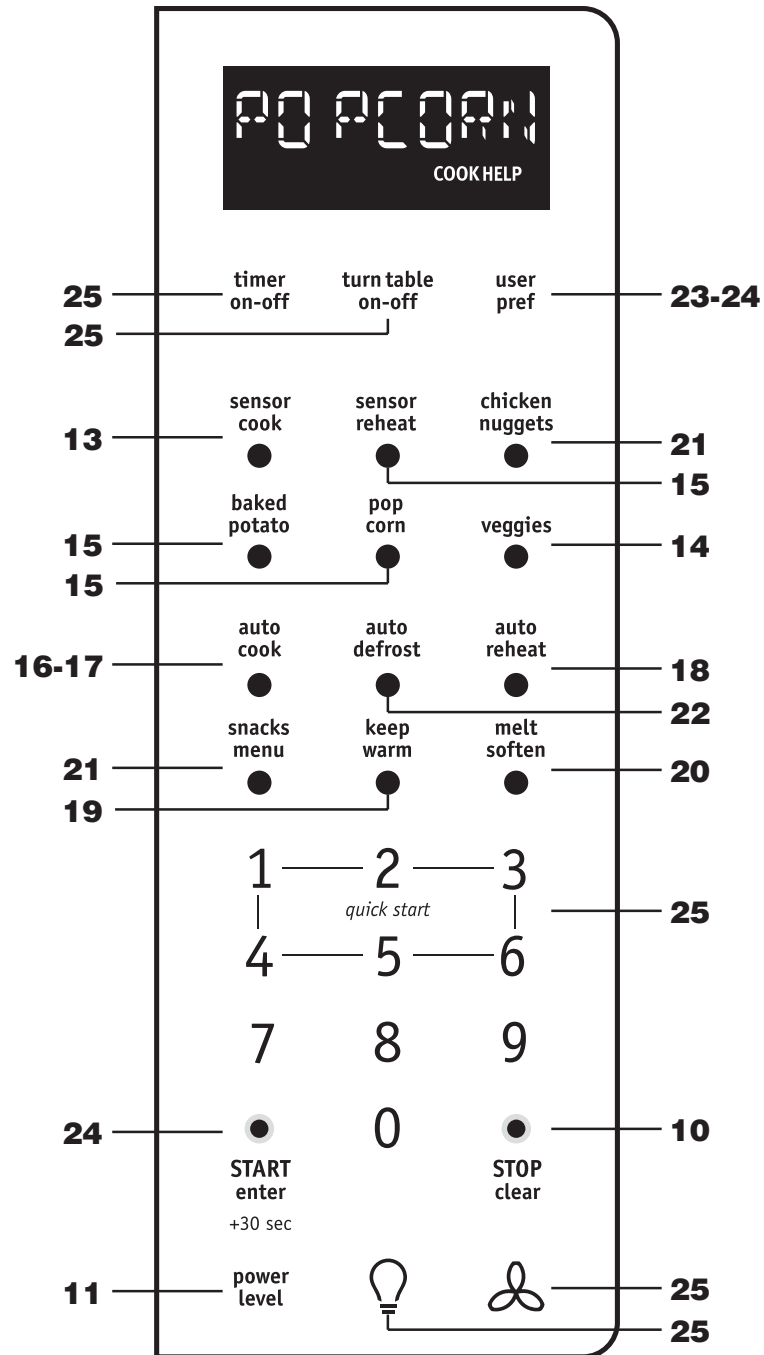 PO PCORN
COOK HELP
timer turn table user
25 on-off on-off pref 23-24
25
sensor sensor chicken
13 cook reheat nuggets 21
15
baked pop
15 potato corn veggies 14
15
auto auto auto
16-17 cook defrost reheat 18
22
snacks keep melt
21 menu warm soften 20
19
1 2 3
quick start 25
4 5 6
7 8 9
24 0 10
START STOP
enter clear
+30 sec
power
11 level 25
25